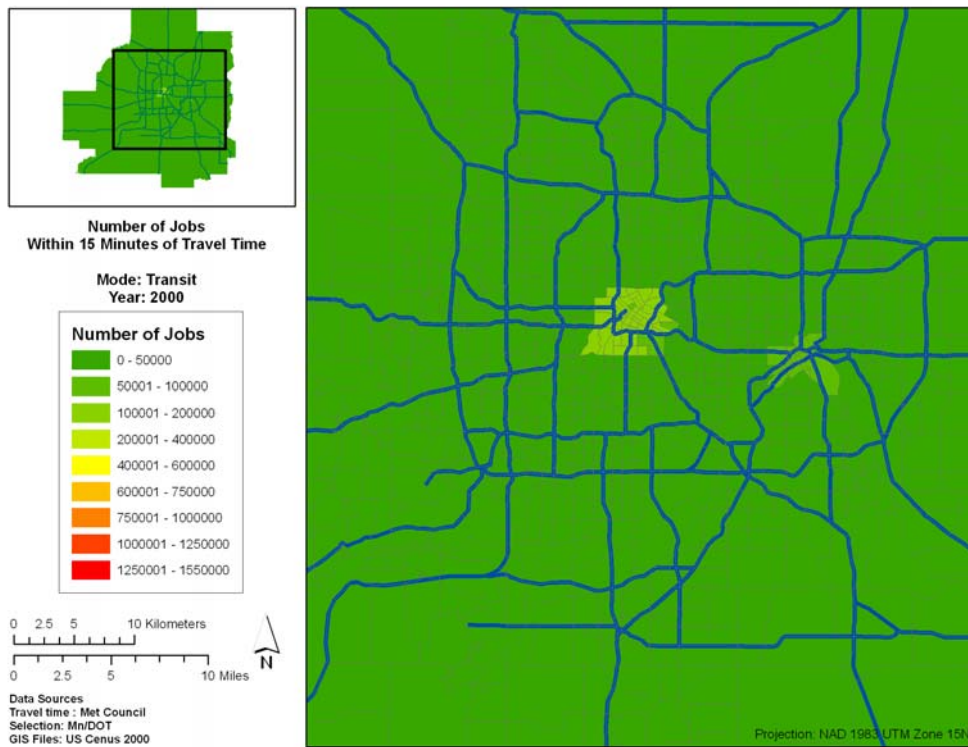 Number of Jobs
Within 15 Minutes of Travel Time
Mode: Transit
Year: 2000
Number of Jobs
0 - 50000
50001 - 100000
100001 - 200000
200001 - 400000
400001 - 600000
600001 - 750000
750001 - 1000000
1000001 - 1250000
1250001 - 1550000
0 2.5 5 10 Kilometers
0 2.5 5 10 Miles
N
Data Sources
Travel time : Met Council
Selection: Mn/DOT
GIS Files: US Cenus 2000
Projection: NAD 1983 UTM Zone 15N